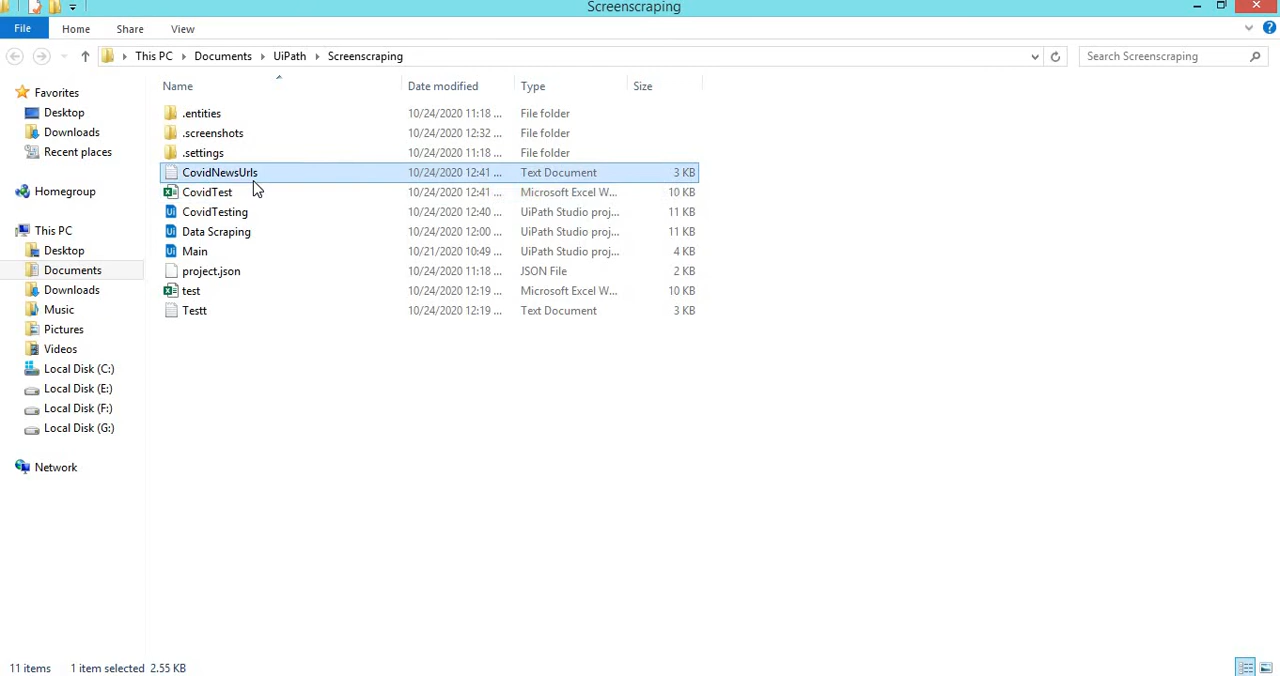 Screenscraping
File Home Share View
This PC Documents UiPath Screenscraping Search Screenscraping
Name Date modified Type Size
Favorites
Desktop
Downloads
Recent places
Homegroup
This PC
Desktop
Documents
Downloads
Music
Pictures
Videos
Local Disk (C:)
Local Disk (E:)
Local Disk (F:)
Local Disk (G:)
Network
.entities 10/24/2020 11:18 ... File folder
.screenshots 10/24/2020 12:32 ... File folder
.settings 10/24/2020 11:18 ... File folder
CovidNewsUrls 10/24/2020 12:41 ... Text Document 3 KB
CovidTest 10/24/2020 12:41 ... Microsoft Excel W... 10 KB
CovidTesting 10/24/2020 12:40 ... UiPath Studio proj... 11 KB
Data Scraping 10/24/2020 12:00 ... UiPath Studio proj... 11 KB
Main 10/21/2020 10:49 ... UiPath Studio proj... 4 KB
project.json 10/24/2020 11:18 ... JSON File 2 KB
test 10/24/2020 12:19 ... Microsoft Excel W... 10 KB
Testt 10/24/2020 12:19 ... Text Document 3 KB
11 items 1 item selected 2.55 KB